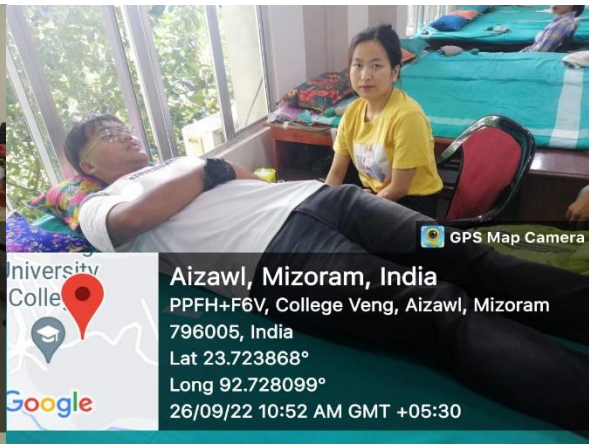 GPS Map Camera
University
College
Google
Aizawl, Mizoram, India
PPFH+F6V, College Veng, Aizawl, Mizoram
796005, India
Lat 23.723868°
Long 92.728099°
26/09/22 10:52 AM GMT +05:30